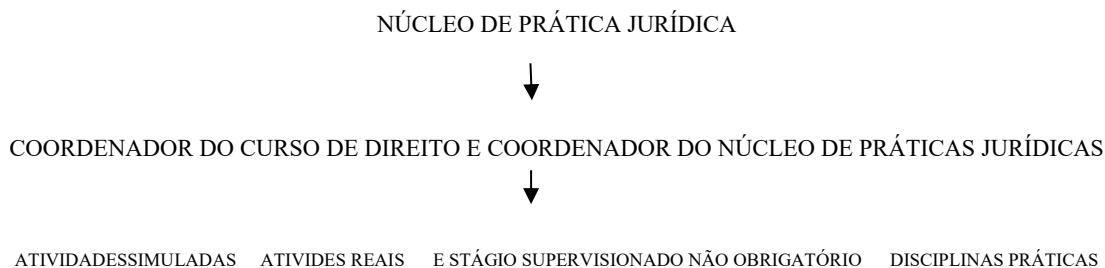 NÚCLEO DE PRÁTICA JURÍDICA
COORDENADOR DO CURSO DE DIREITO E COORDENADOR DO NÚCLEO DE PRÁTICAS JURÍDICAS
ATIVIDADESSIMULADAS ATIVIDES REAIS E STÁGIO SUPERVISIONADO NÃO OBRIGATÓRIO DISCIPLINAS PRÁTICAS